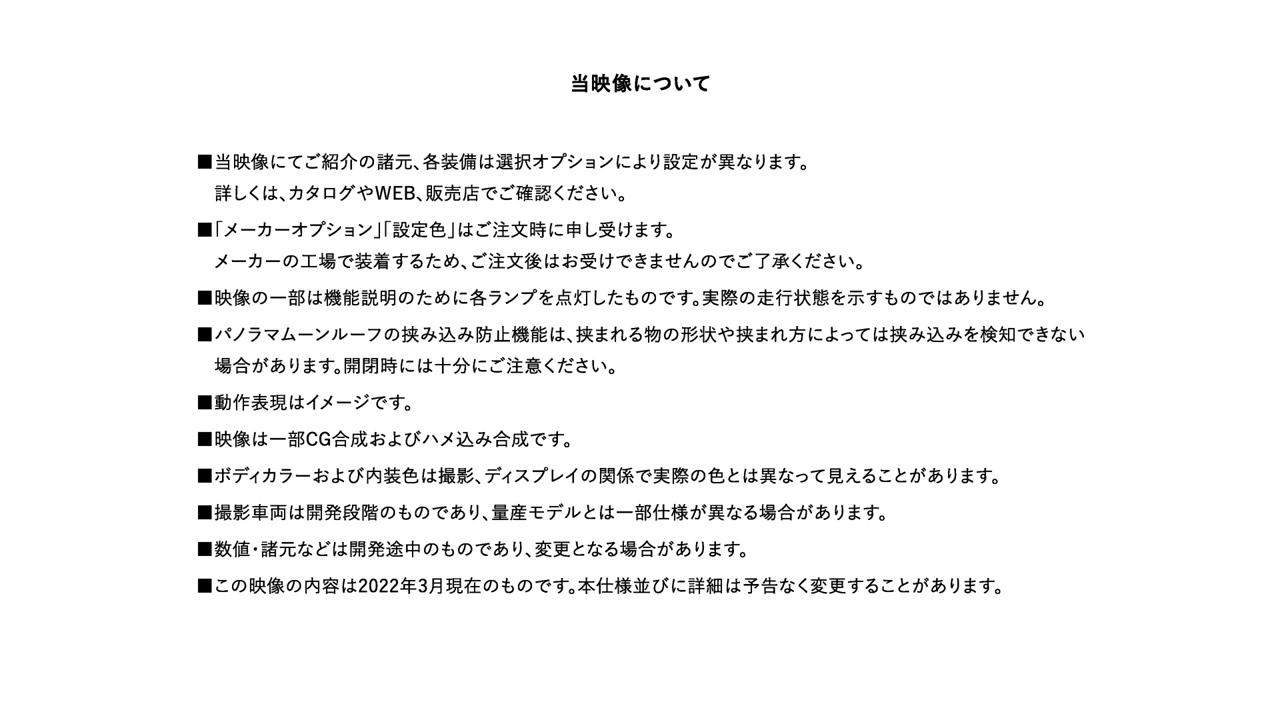 当映像について
■当映像にてご紹介の諸元、各装備は選択オプションにより設定が異なります。
詳しくは、カタログやWEB、販売店でご確認ください。
■「メーカーオプション」「設定色」はご注文時に申し受けます。
メーカーの工場で装着するため、ご注文後はお受けできませんのでご了承ください。
■映像の一部は機能説明のために各ランプを点灯したものです。実際の走行状態を示すものではありません。
■パノラマムーンルーフの挟み込み防止機能は、挟まれる物の形状や挟まれ方によっては挟み込みを検知できない
場合があります。開閉時には十分にご注意ください。
■動作表現はイメージです。
■映像は一部CG合成およびハメ込み合成です。
■ボディカラーおよび内装色は撮影、ディスプレイの関係で実際の色とは異なって見えることがあります。
■撮影車両は開発段階のものであり、量産モデルとは一部仕様が異なる場合があります。
■数値・諸元などは開発途中のものであり、変更となる場合があります。
■この映像の内容は2022年3月現在のものです。本仕様並びに詳細は予告なく変更することがあります。